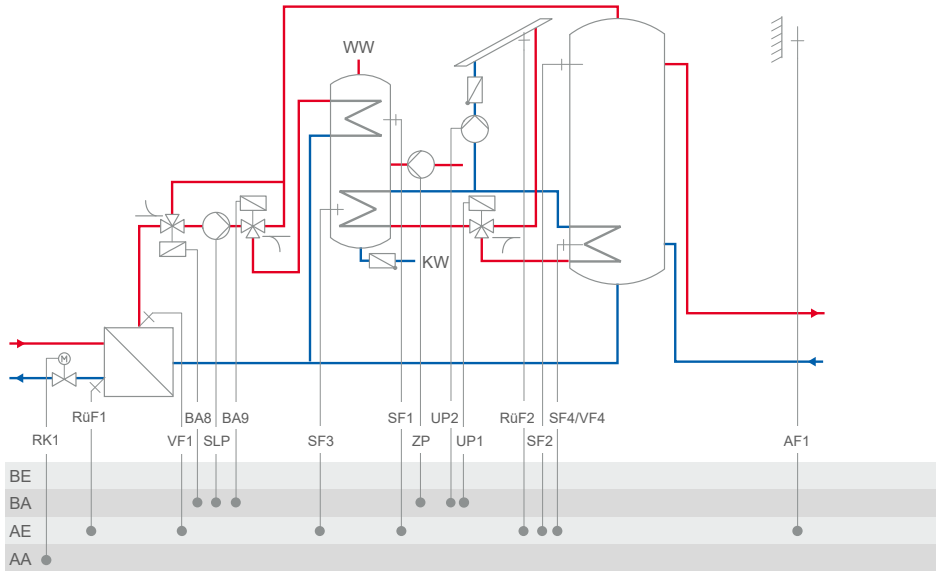 WW
KW
M
RüF1 BA8 BA9 SF1 UP2 RüF2 SF4/VF4
RK1 VF1 SLP SF3 ZP UP1 SF2 AF1
BE
BA
AE
AA